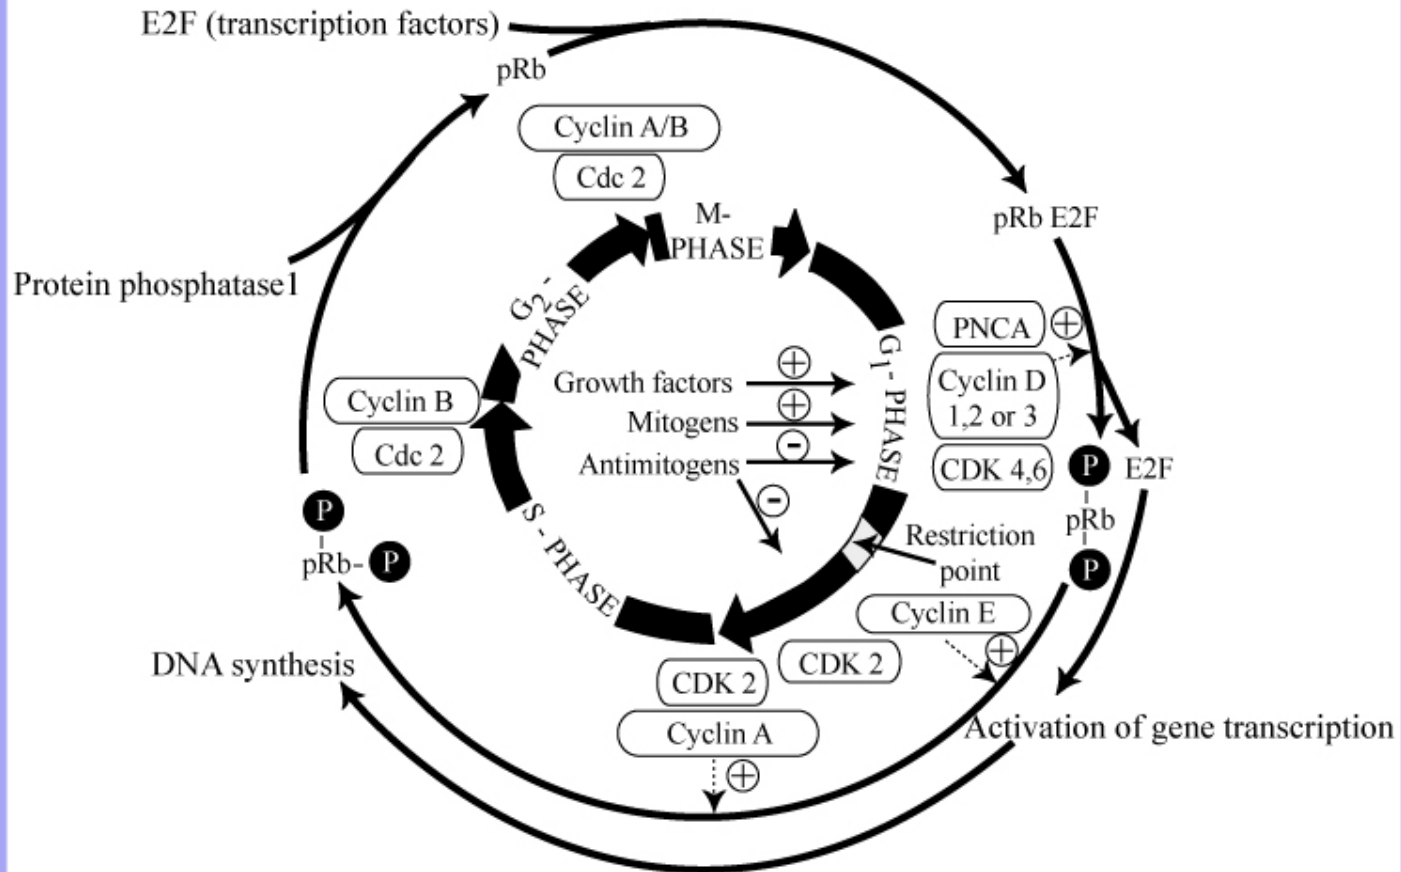 E2F (transcription factors)
pRb
Cyclin A/B
Cdc 2
M-
PHASE
pRb E2F
Protein phosphatase1
G2 -
PHASE
PNCA
+
Cyclin D
1,2 or 3
CDK 4,6
G1 - PHASE
Growth factors
+
Mitogens
+
Antimitogens
-
-
Cyclin B
Cdc 2
P
E2F
pRb
P
P
pRb-
P
S - PHASE
Restriction
point
Cyclin E
+
CDK 2
CDK 2
Cyclin A
+
DNA synthesis
Activation of gene transcription